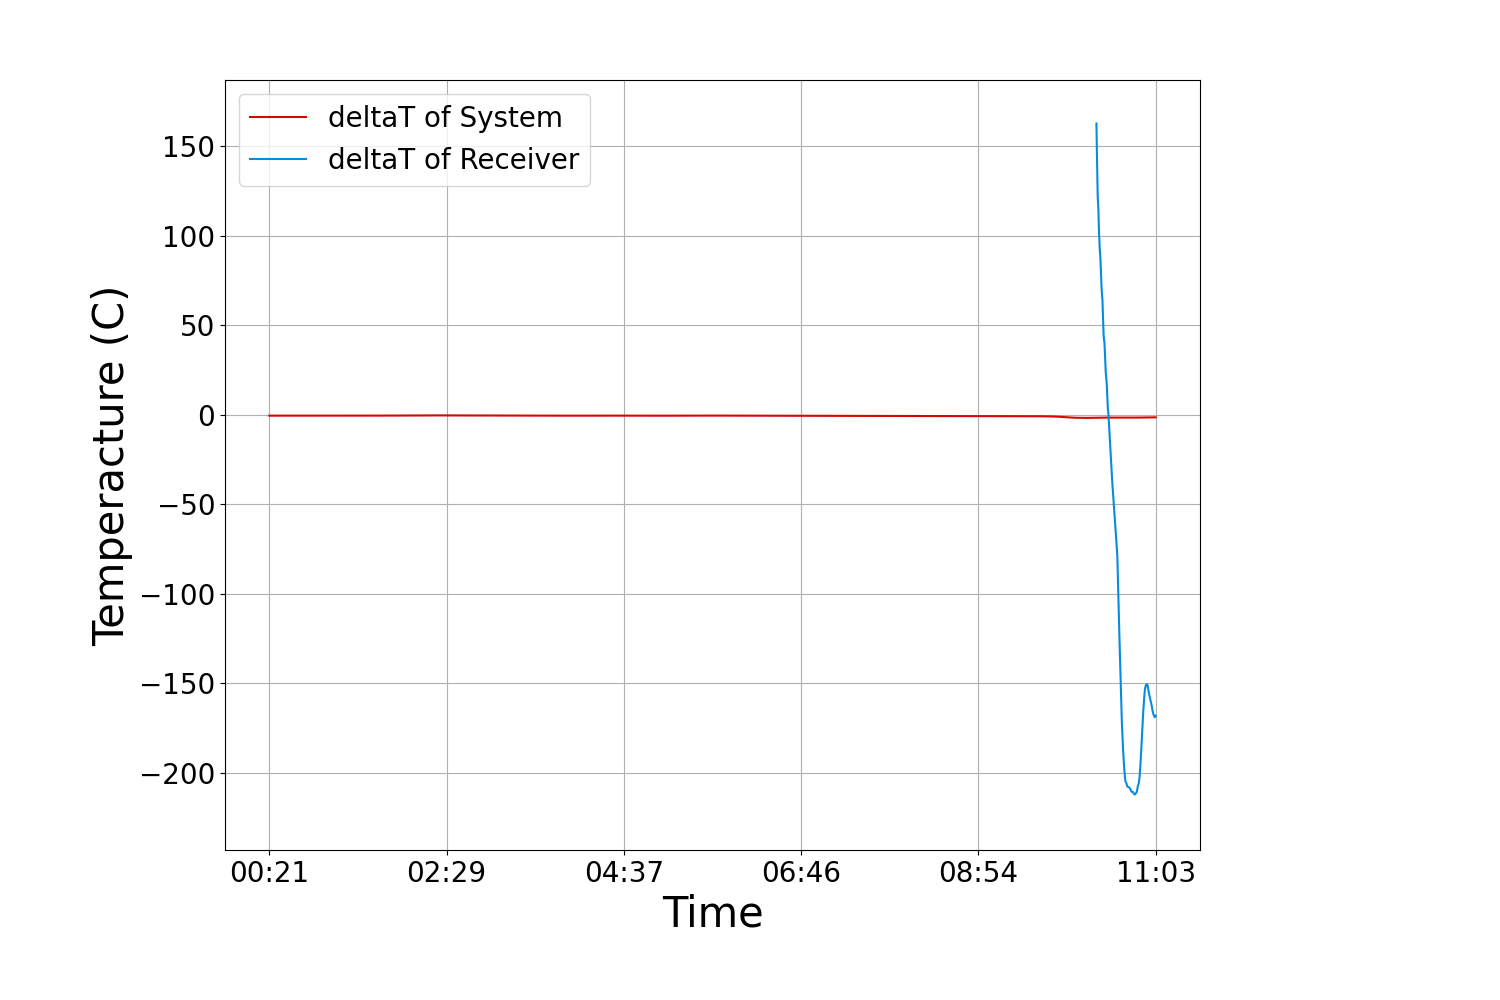 deltaT of System
deltaT of Receiver
150
100
50
0
−50
−100
−150
−200
Temperacture (C)
00:21 02:29 04:37 06:46 08:54 11:03
Time